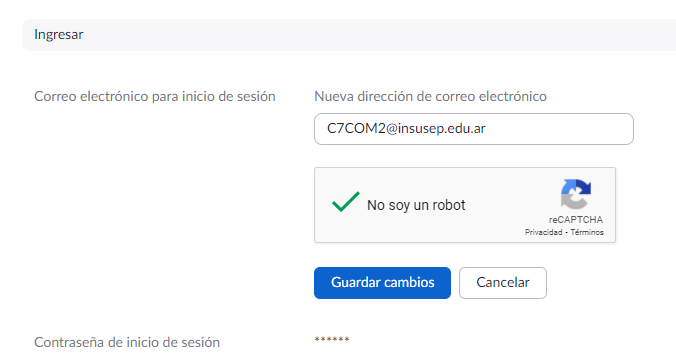 Ingresar
Correo electrónico para inicio de sesión
Nueva dirección de correo electrónico
C7COM2@insusep.edu.ar
No soy un robot
reCAPTCHA
Privacidad • Términos
Guardar cambios
Cancelar
Contraseña de inicio de sesión
******